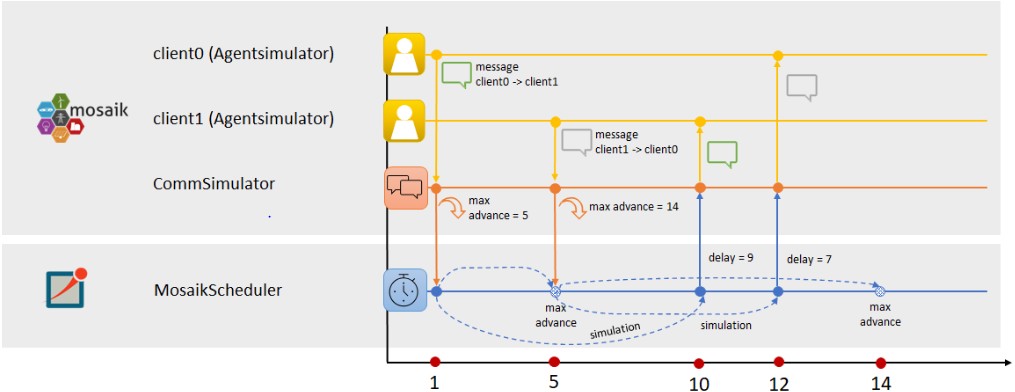 client0 (Agentsimulator)
message
client0 -> client1
mosaik
client1 (Agentsimulator)
message
client1 -> client0
CommSimulator
max
advance = 5
max advance = 14
delay = 9
delay = 7
MosaikScheduler
max
advance
max
advance
simulation
simulation
1
5
10
12
14